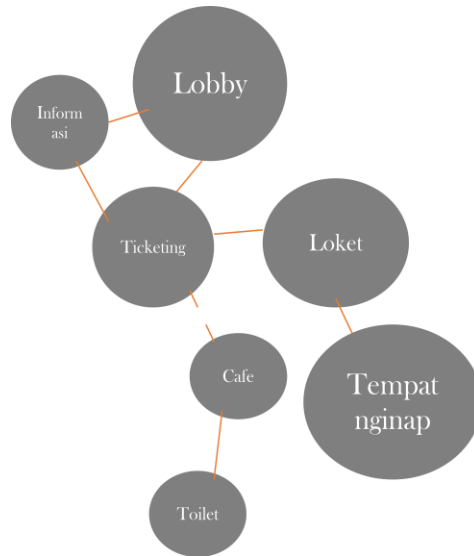 Lobby
Inform
asi
Ticketing
Loket
Cafe
Tempat
nginap
Toilet